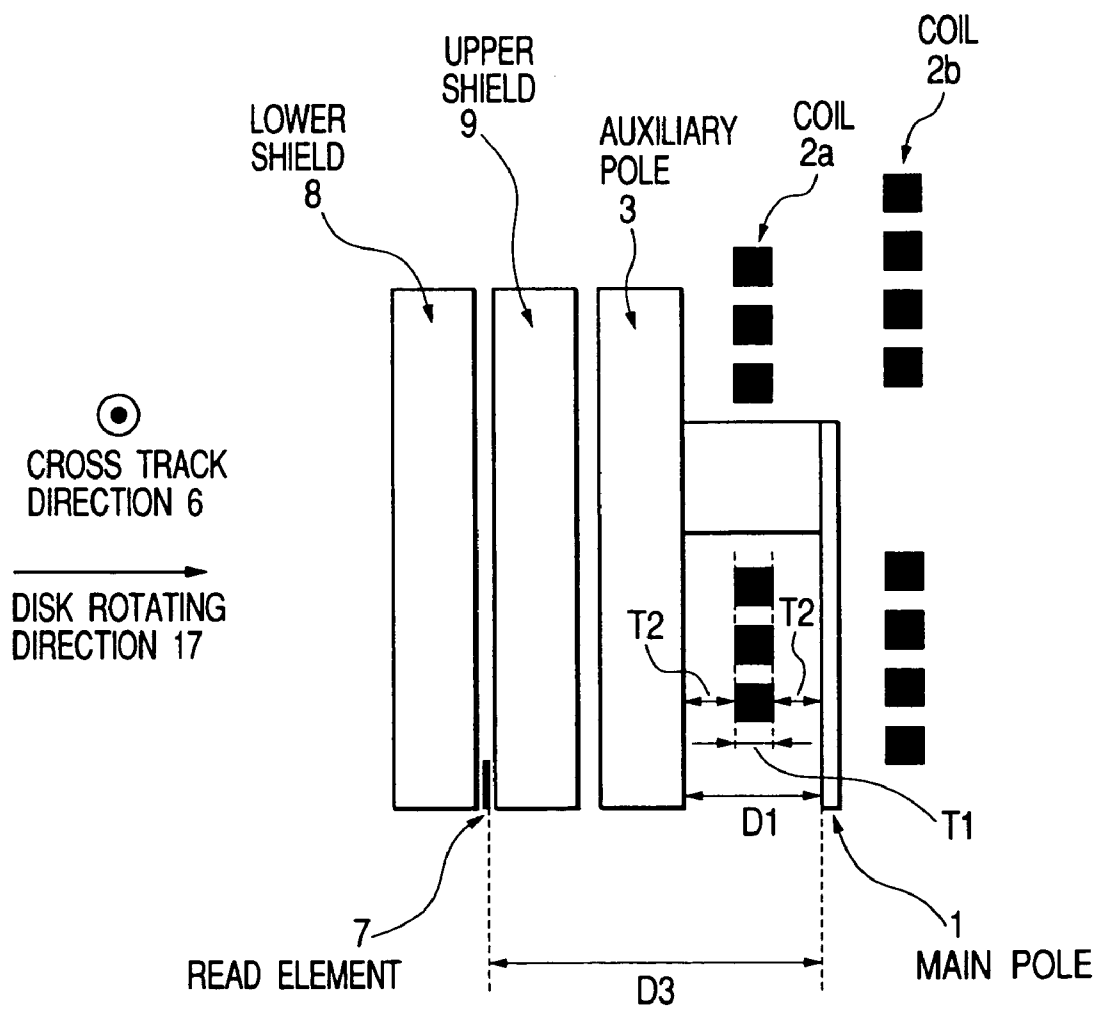 COIL
2b
UPPER
SHIELD
9
LOWER
SHIELD
8
AUXILIARY
POLE
3
COIL
2a
CROSS TRACK
DIRECTION 6
DISK ROTATING
DIRECTION 17
T2
T2
D1
T1
7
READ ELEMENT
1
MAIN POLE
D3